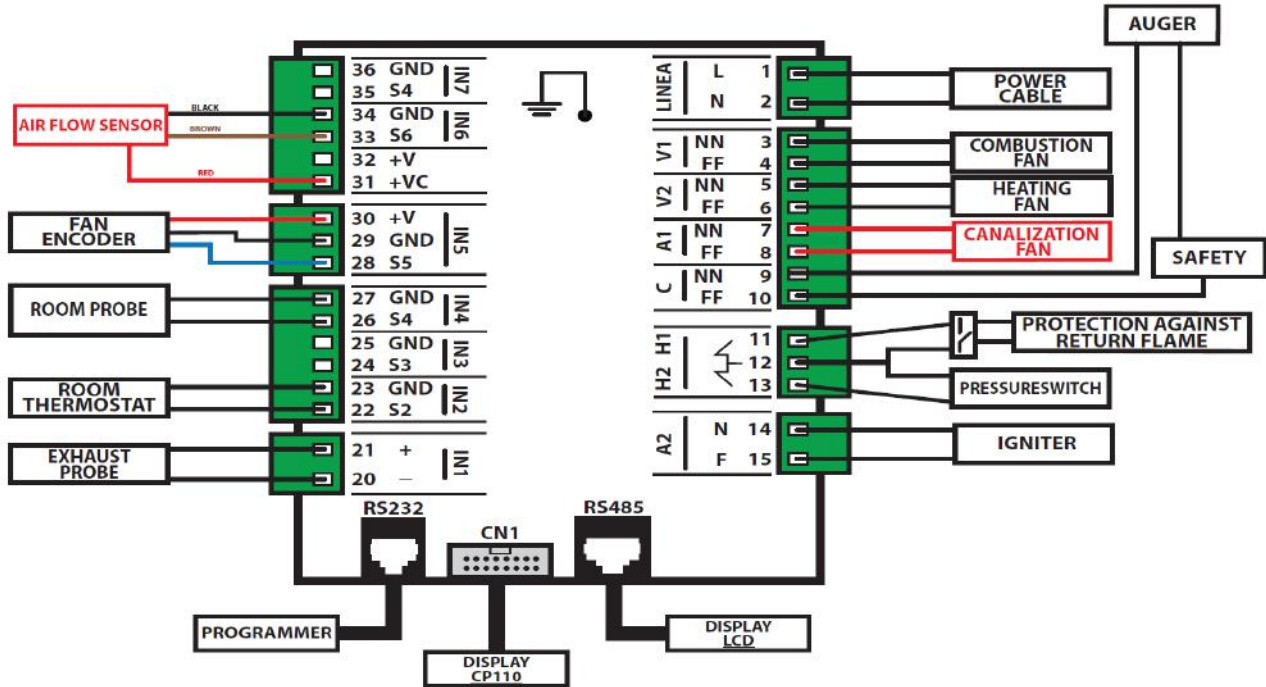 AUGER
36 GND
35 S4
IN7
34 GND
33 S6
IN6
32 +V
31 +VC
30 +V
29 GND
28 S5
IN5
27 GND
26 S4
IN4
25 GND
24 S3
IN3
23 GND
22 S2
IN2
21 +
20 –
IN1
AIR FLOW SENSOR
BLACK
BROWN
RED
FAN
ENCODER
ROOM PROBE
ROOM
THERMOSTAT
EXHAUST
PROBE
LINEA
L 1
N 2
V1
NN 3
FF 4
V2
NN 5
FF 6
A1
NN 7
FF 8
C
NN 9
FF 10
H2 H1
11
12
13
A2
N 14
F 15
POWER
CABLE
COMBUSTION
FAN
HEATING
FAN
CANALIZATION
FAN
SAFETY
PROTECTION AGAINST
RETURN FLAME
PRESSURESWITCH
IGNITER
RS232
CN1
RS485
PROGRAMMER
DISPLAY
CP110
DISPLAY
LCD